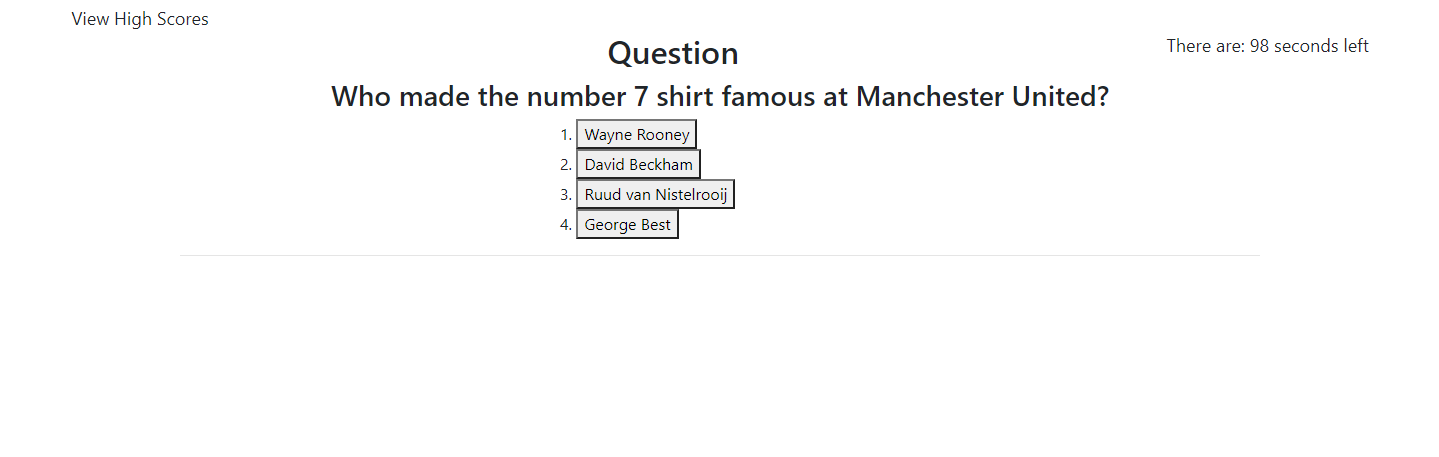 View High Scores
There are: 98 seconds left
Question
Who made the number 7 shirt famous at Manchester United?
1. Wayne Rooney
2. David Beckham
3. Ruud van Nistelrooij
4. George Best